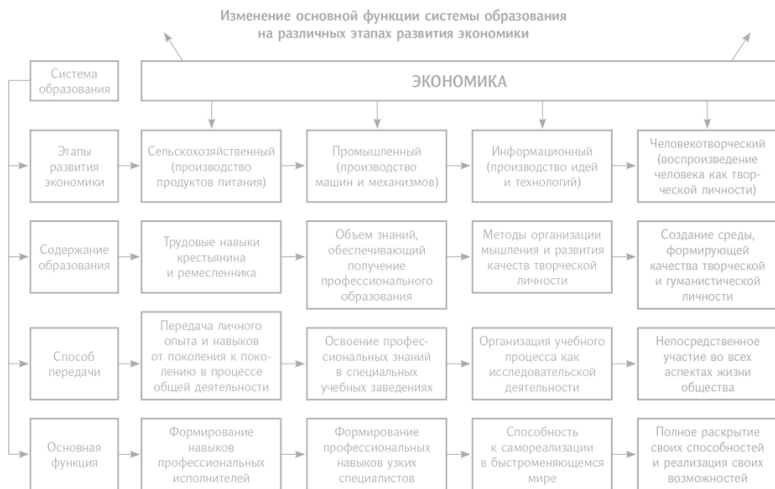 Изменение основной функции системы образования
на различных этапах развития экономики
Система
образования
ЭКОНОМИКА
Этапы
развития
экономики
Сельскохозяйственный
(производство
продуктов питания)
Промышленный
(производство
машин и механизмов)
Информационный
(производство идей
и технологий)
Человекотворческий
(воспроизведение
человека как твор-
ческой личности)
Содержание
образования
Трудовые навыки
крестьянина
и ремесленника
Объем знаний,
обеспечивающий
получение
профессионального
образования
Методы организации
мышления и развития
качеств творческой
личности
Создание среды,
формирующей
качества творческой
и гуманистической
личности
Способ
передачи
Передача личного
опыта и навыков
от поколения к поко-
лению в процессе
общей деятельности
Освоение профес-
сиональных знаний
в специальных
учебных заведениях
Организация учебного
процесса как
исследовательской
деятельности
Непосредственное
участие во всех
аспектах жизни
общества
Основная
функция
Формирование
навыков
профессиональных
исполнителей
Формирование
профессиональных
навыков узких
специалистов
Способность
к самореализации
в быстроменяющемся
мире
Полное раскрытие
своих способностей
и реализация своих
возможностей